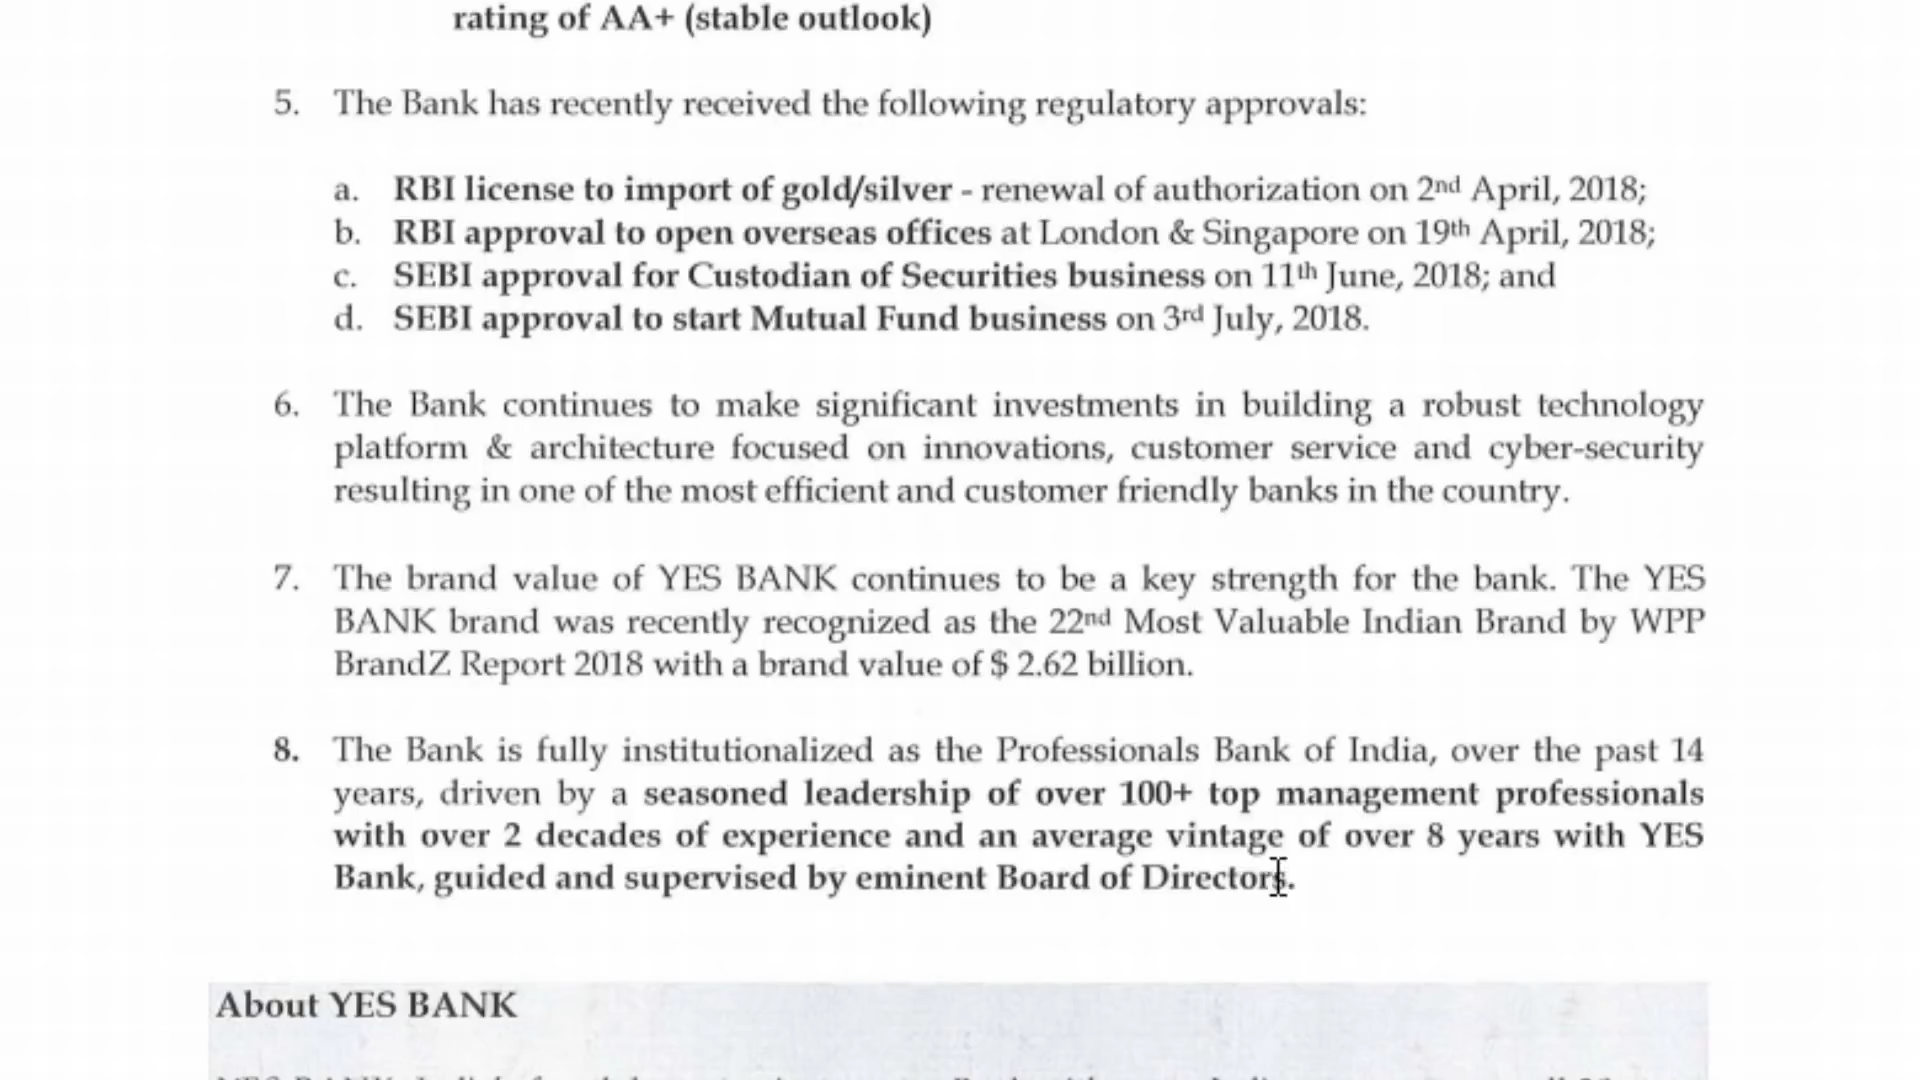 rating of AA+ (stable outlook)
5. The Bank has recently received the following regulatory approvals:
a. RBI license to import of gold/silver - renewal of authorization on 2nd April, 2018;
b. RBI approval to open overseas offices at London & Singapore on 19th April, 2018;
c. SEBI approval for Custodian of Securities business on 11th June, 2018; and
d. SEBI approval to start Mutual Fund business on 3rd July, 2018.
6. The Bank continues to make significant investments in building a robust technology
platform & architecture focused on innovations, customer service and cyber-security
resulting in one of the most efficient and customer friendly banks in the country.
7. The brand value of YES BANK continues to be a key strength for the bank. The YES
BANK brand was recently recognized as the 22nd Most Valuable Indian Brand by WPP
BrandZ Report 2018 with a brand value of $ 2.62 billion.
8. The Bank is fully institutionalized as the Professionals Bank of India, over the past 14
years, driven by a seasoned leadership of over 100+ top management professionals
with over 2 decades of experience and an average vintage of over 8 years with YES
Bank, guided and supervised by eminent Board of Directors.
About YES BANK